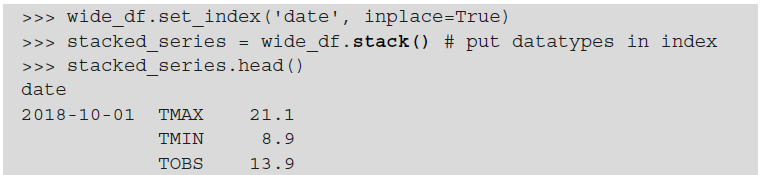 >>> wide_df.set_index('date', inplace=True)
>>> stacked_series = wide_df.stack() # put datatypes in index
>>> stacked_series.head()
date
2018-10-01  TMAX    21.1
            TMIN     8.9
            TOBS    13.9